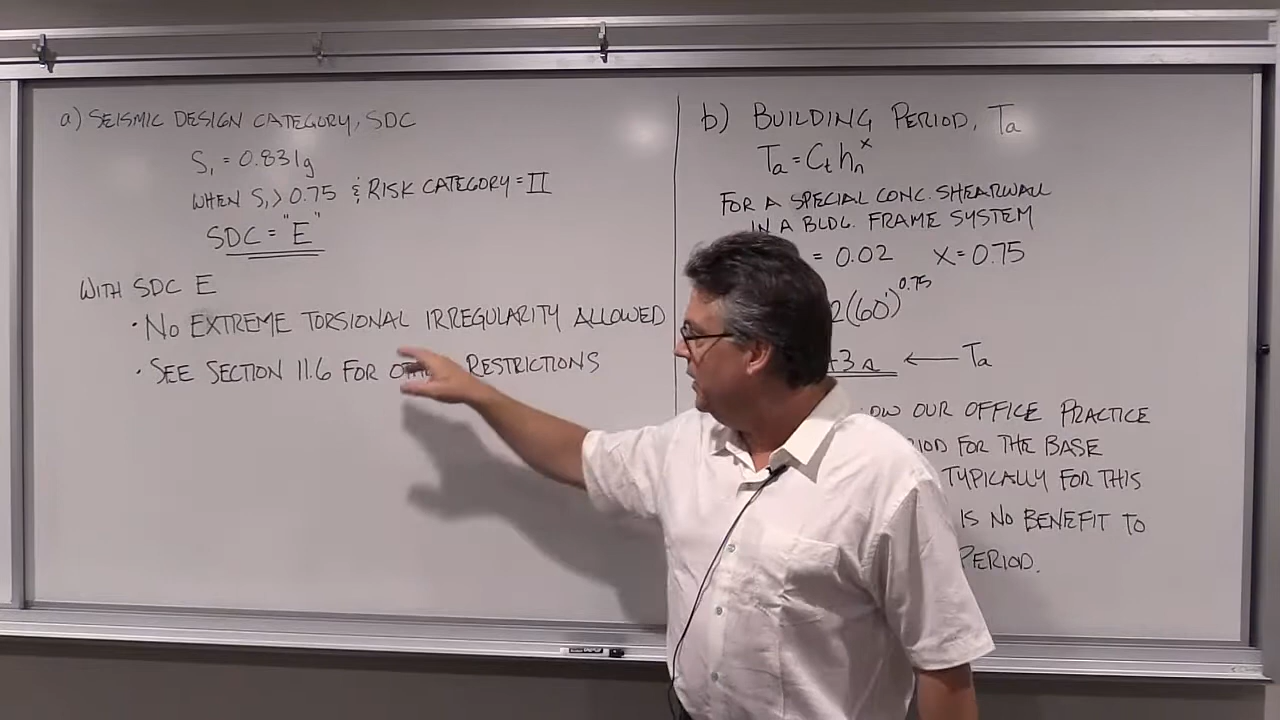 a) SEISMIC DESIGN CATEGORY, SDC
S₁ = 0.831g
WHEN S₁ > 0.75 & RISK CATEGORY = II
SDC = "E"
WITH SDC E
• NO EXTREME TORSIONAL IRREGULARITY ALLOWED
• SEE SECTION 11.6 FOR RESTRICTIONS
b) BUILDING PERIOD, Ta
Ta = Ct hn^x
FOR A SPECIAL CONC. SHEARWALL
IN A BLDG. FRAME SYSTEM
= 0.02 X = 0.75
2(60')^0.75
3 s ← Ta
OUR OFFICE PRACTICE
FOR THE BASE
TYPICALLY FOR THIS
IS NO BENEFIT TO
PERIOD.